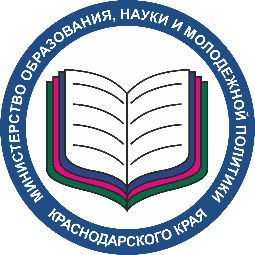 МИНИСТЕРСТВО ОБРАЗОВАНИЯ, НАУКИ И МОЛОДЕЖНОЙ ПОЛИТИКИ
КРАСНОДАРСКОГО КРАЯ